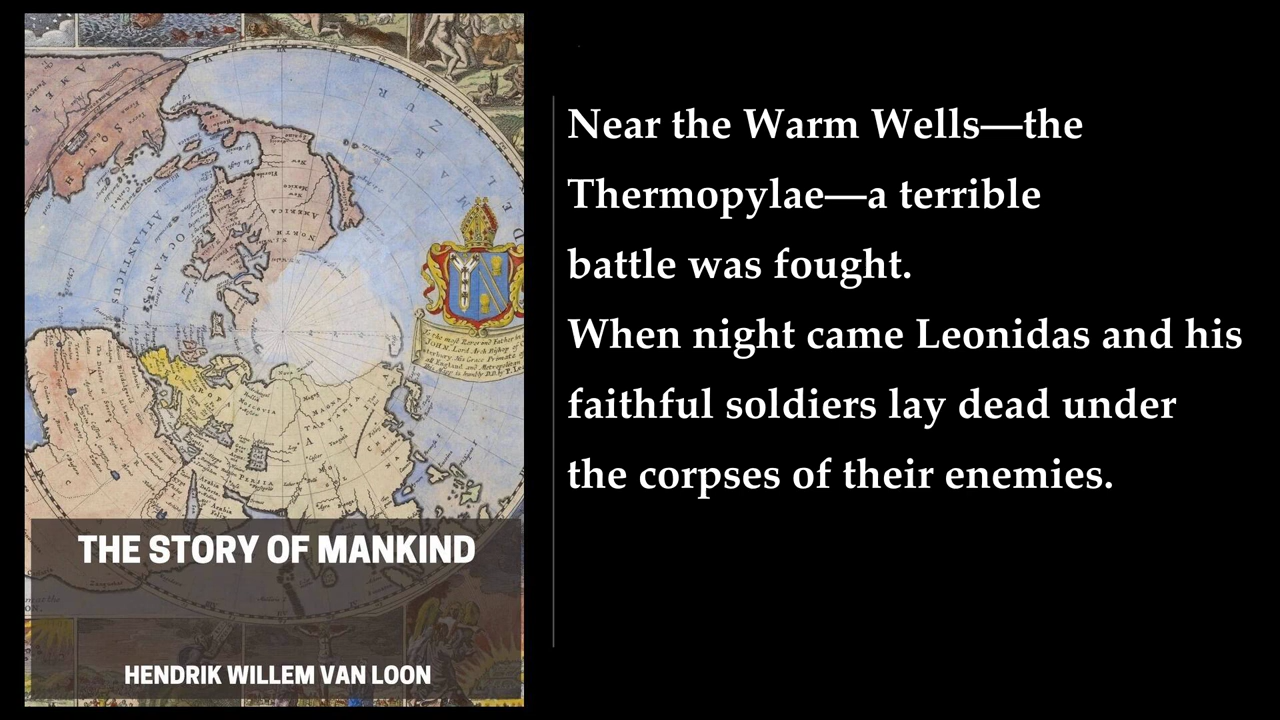 THE STORY OF MANKIND
HENDRIK WILLEM VAN LOON
Near the Warm Wells—the
Thermopylae—a terrible
battle was fought.
When night came Leonidas and his
faithful soldiers lay dead under
the corpses of their enemies.